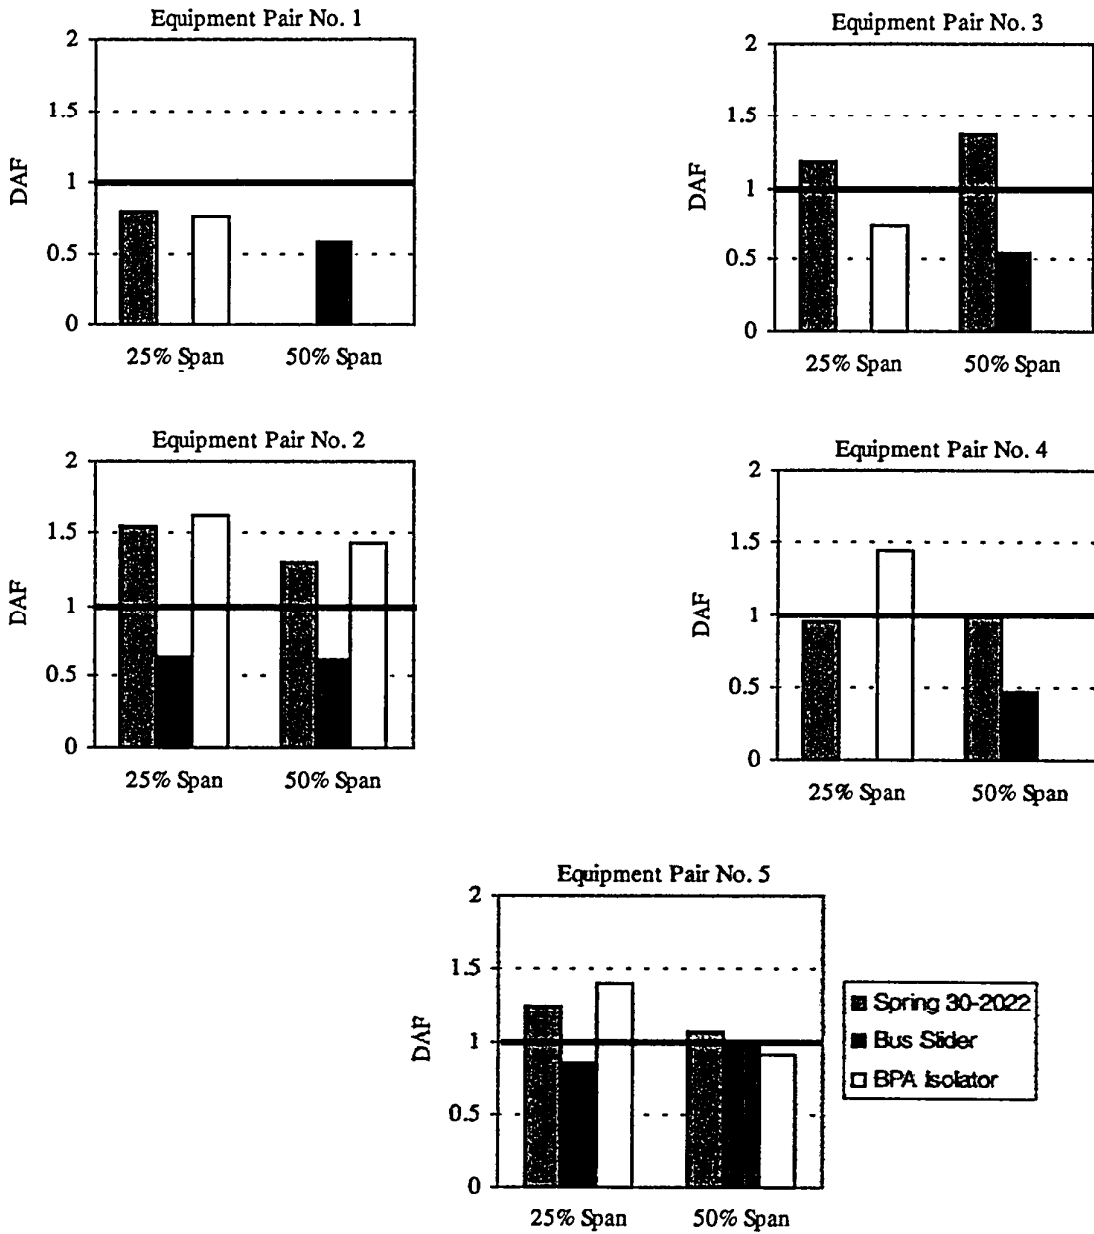 Equipment Pair No. 1
2
1.5
1
0.5
0
DAF
25% Span
50% Span
Equipment Pair No. 3
2
1.5
1
0.5
0
DAF
25% Span
50% Span
Equipment Pair No. 2
2
1.5
1
0.5
0
DAF
25% Span
50% Span
Equipment Pair No. 4
2
1.5
1
0.5
0
DAF
25% Span
50% Span
Equipment Pair No. 5
2
1.5
1
0.5
0
DAF
25% Span
50% Span
Spring 30-2022
Bus Slider
BPA Isolator